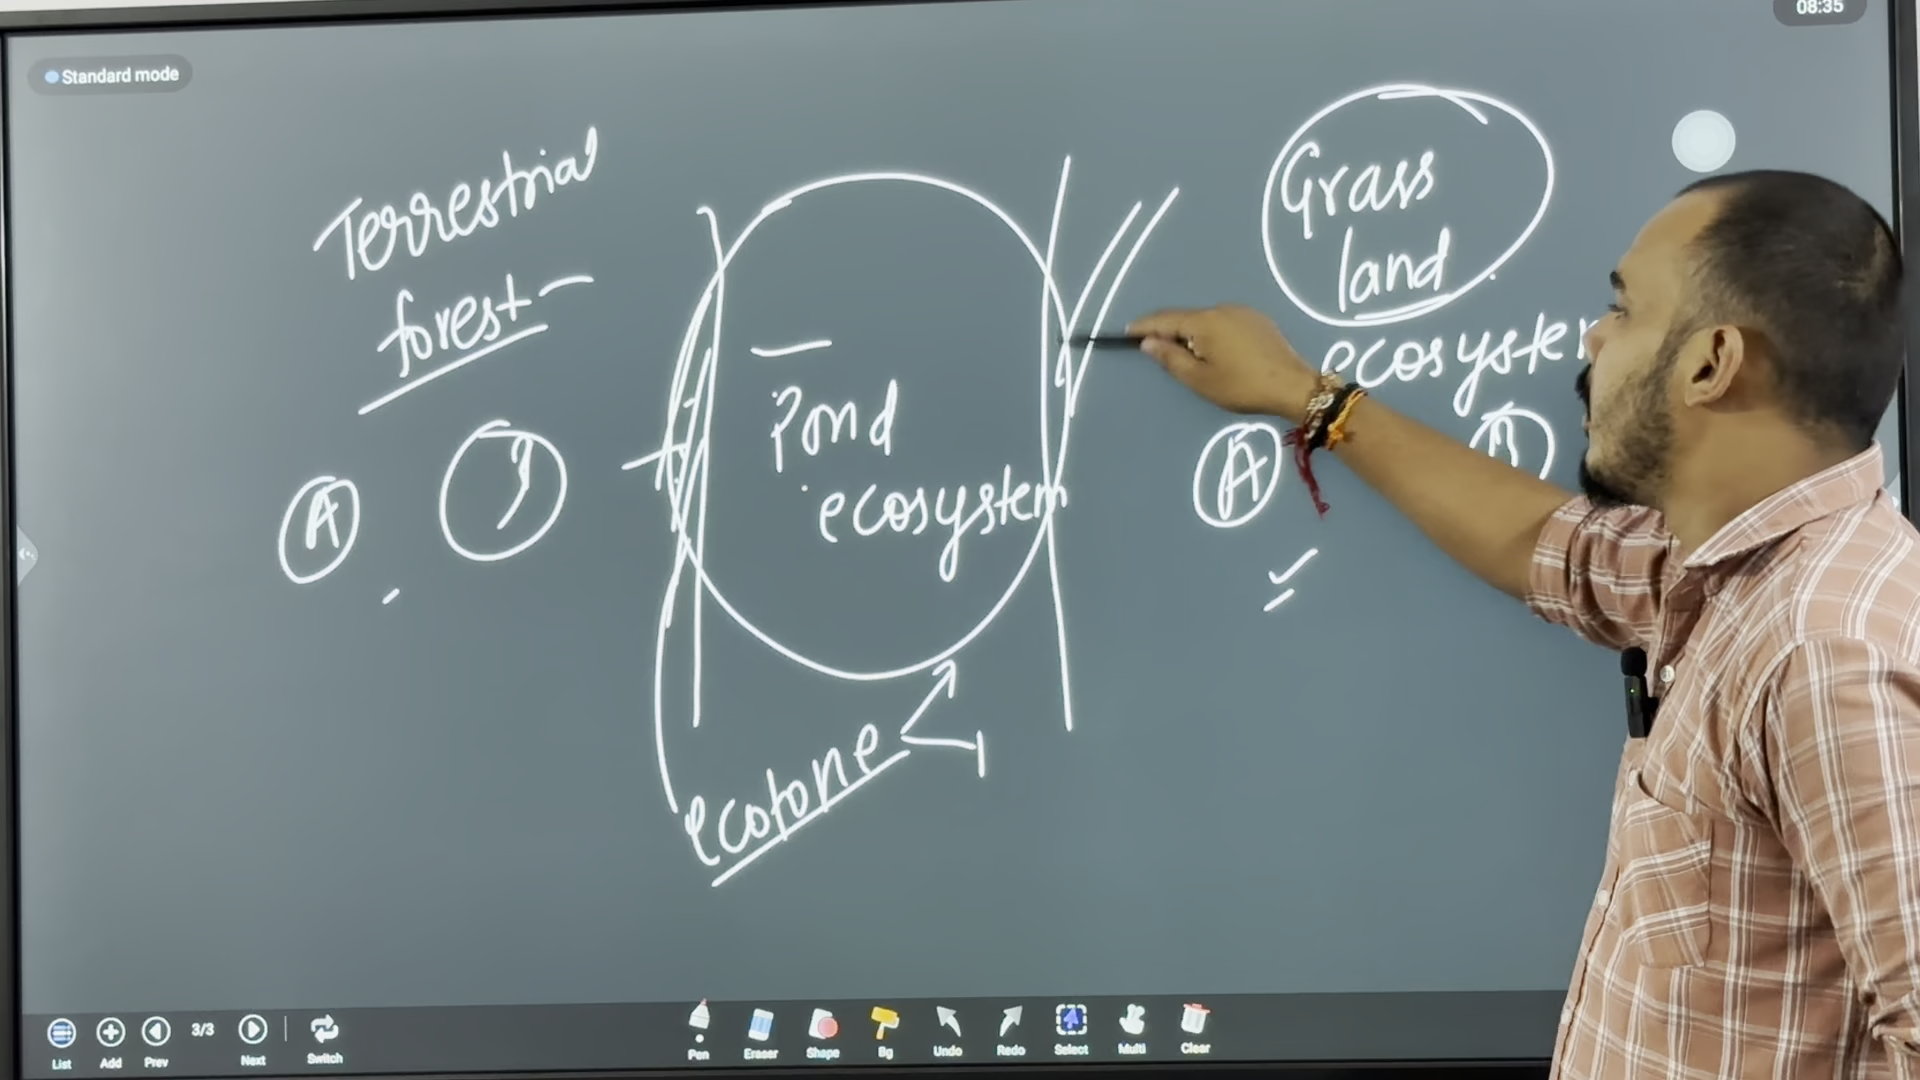 08:35
Standard mode
Terrestrial
forest
Grass
land
ecosystem
Pond
ecosystem
A
A
ecotone
List
Add
Prev
3/3
Next
Switch
Pen
Eraser
Shape
Bg
Undo
Redo
Select
Multi
Clear